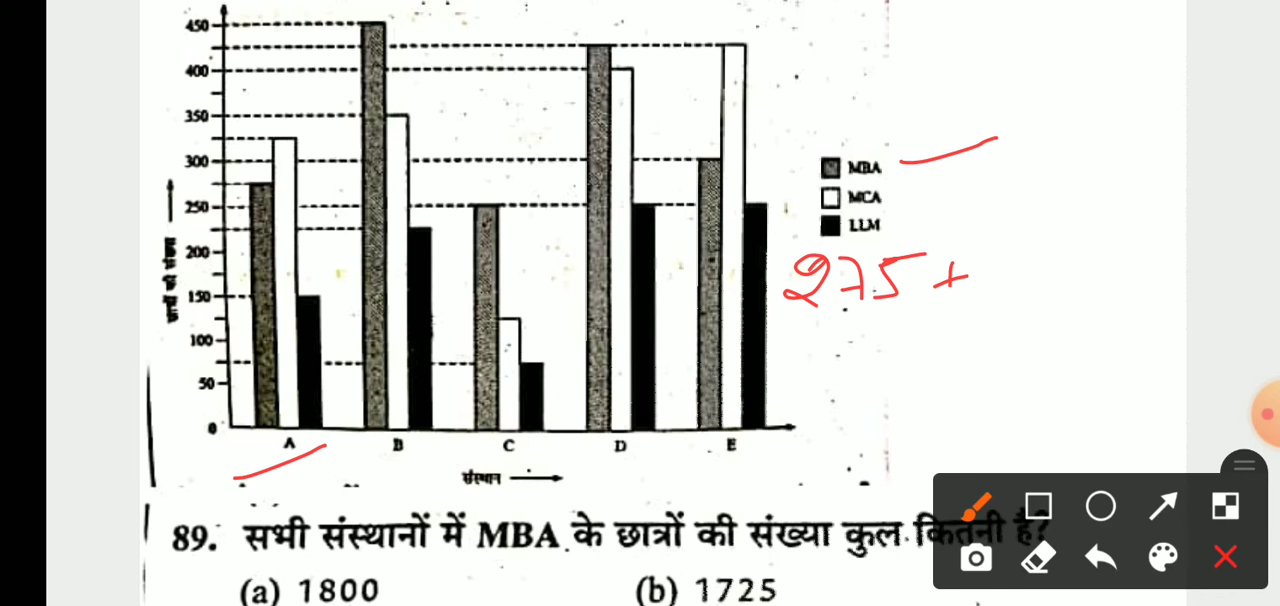 450
400
350
300
250
200
150
100
50
0
छात्रों की संख्या
A B C D E
संस्थान
MBA
MCA
LLM
275 +
89. सभी संस्थानों में MBA के छात्रों की संख्या कुल कितनी है?
(a) 1800 (b) 1725